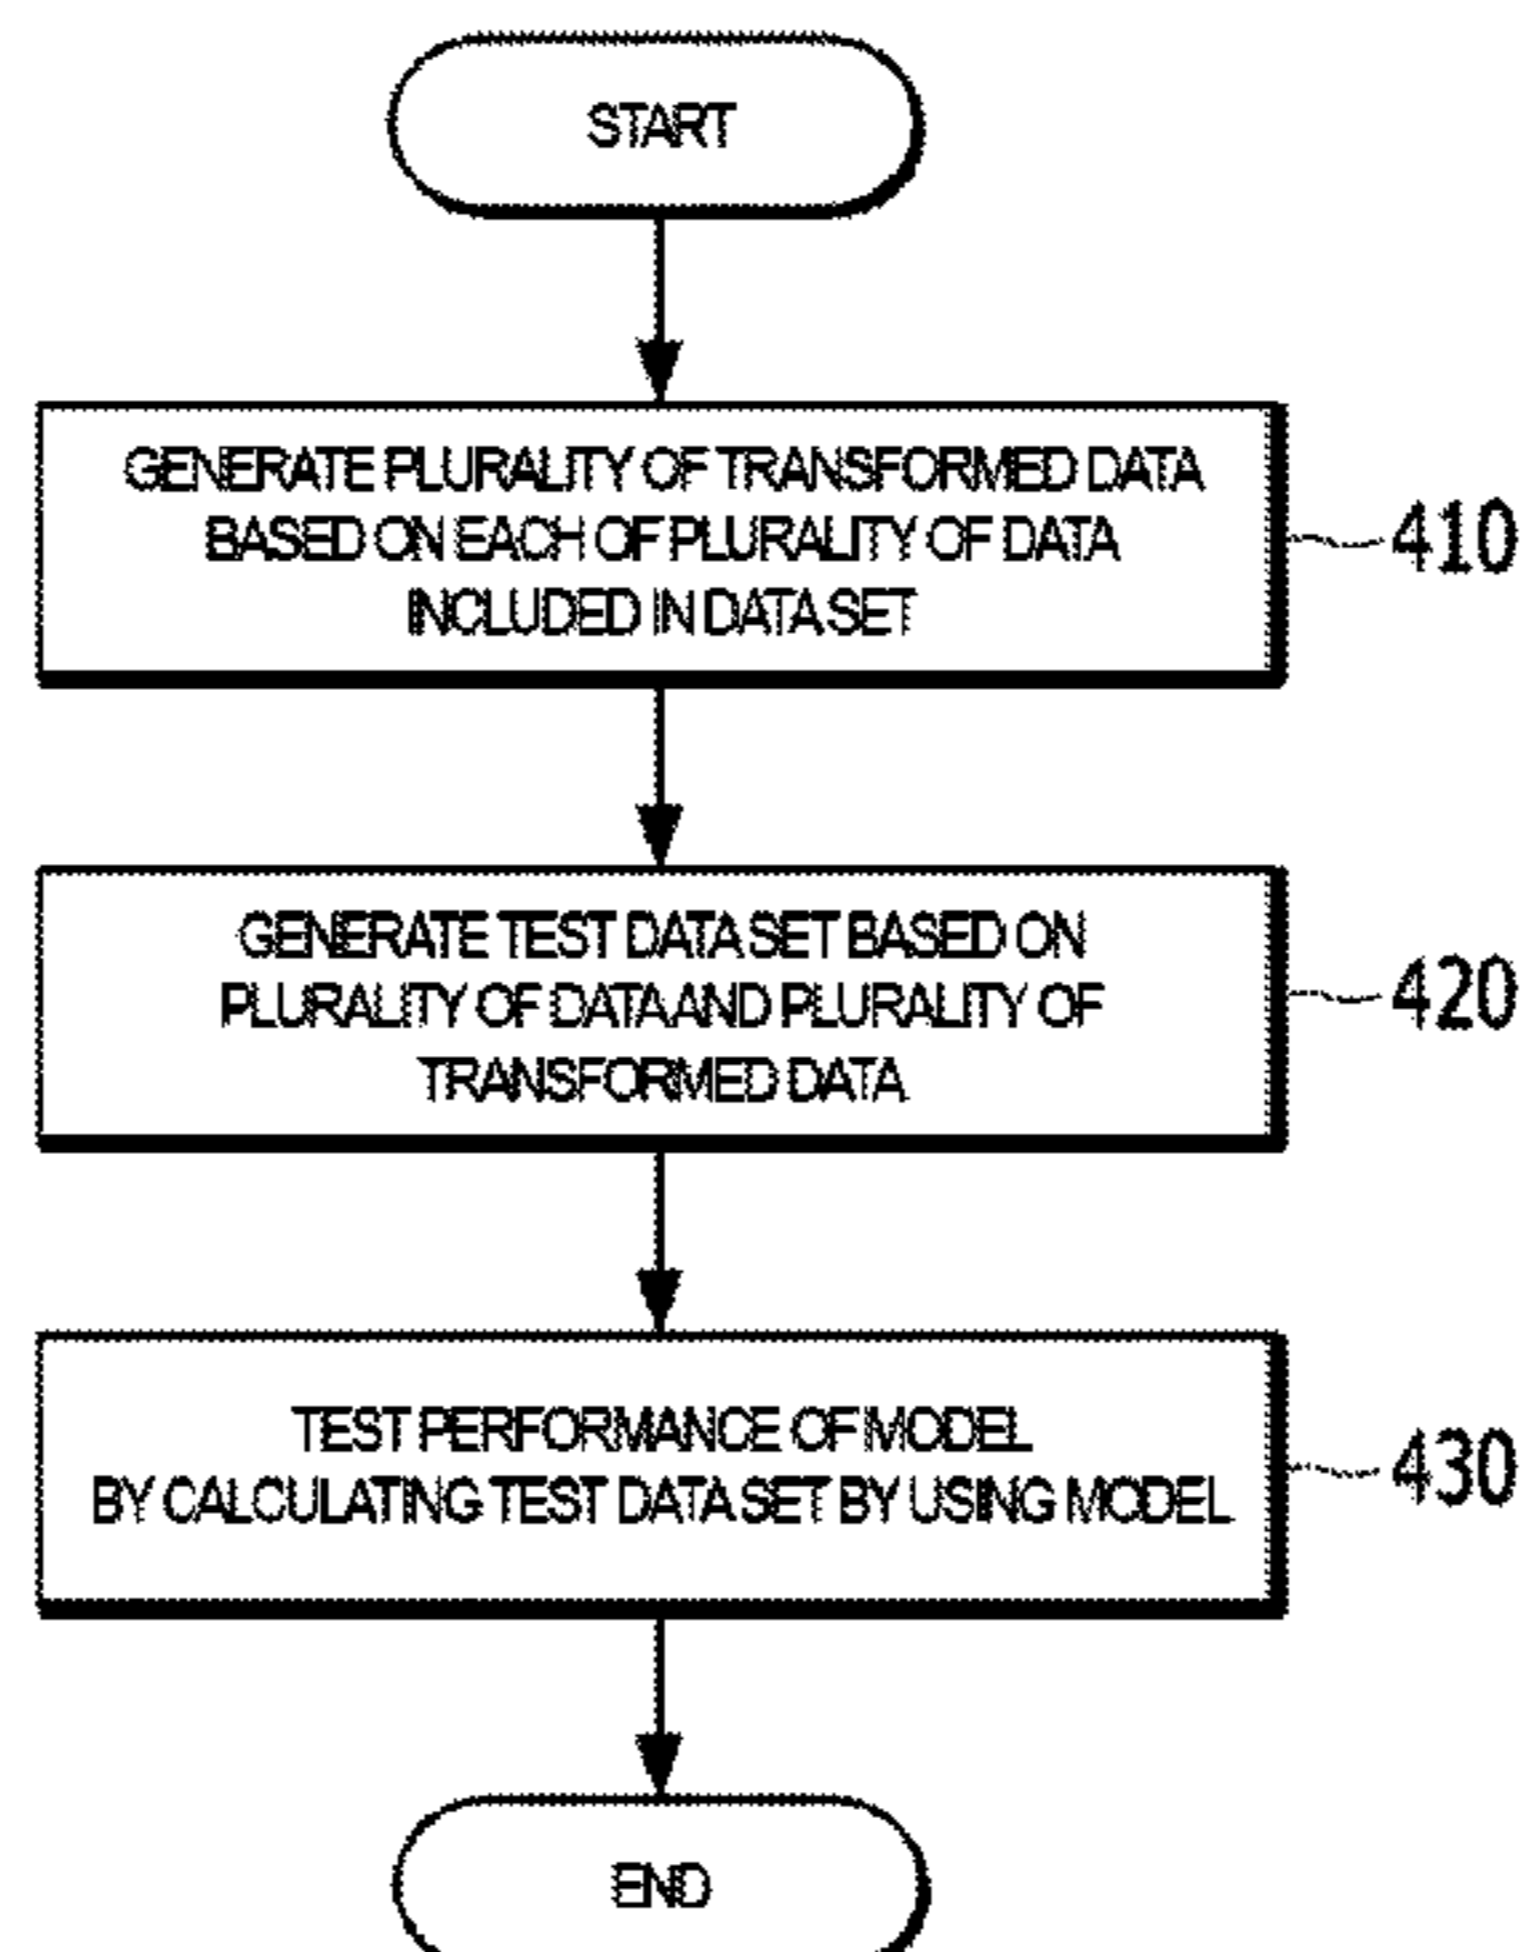 START
GENERATE PLURALITY OF TRANSFORMED DATA
BASED ON EACH OF PLURALITY OF DATA
INCLUDED IN DATA SET
410
GENERATE TEST DATA SET BASED ON
PLURALITY OF DATA AND PLURALITY OF
TRANSFORMED DATA
420
TEST PERFORMANCE OF MODEL
BY CALCULATING TEST DATA SET BY USING MODEL
430
END